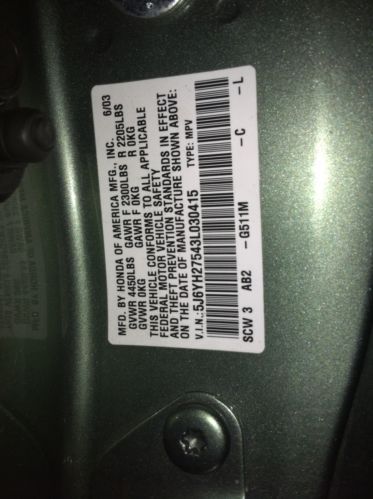 MFD. BY HONDA OF AMERICA MFG., INC. 6/03
GVWR 4450LBS GAWR F 2300LBS R 2205LBS
GVWR 0KG GAWR F 0KG R 0KG
THIS VEHICLE CONFORMS TO ALL APPLICABLE
FEDERAL MOTOR VEHICLE SAFETY
AND THEFT PREVENTION STANDARDS IN EFFECT
ON THE DATE OF MANUFACTURE SHOWN ABOVE:
V.I.N.: 5J6YH27543L030415 TYPE: MPV
SCW 3 AB2 -G511M -C -L